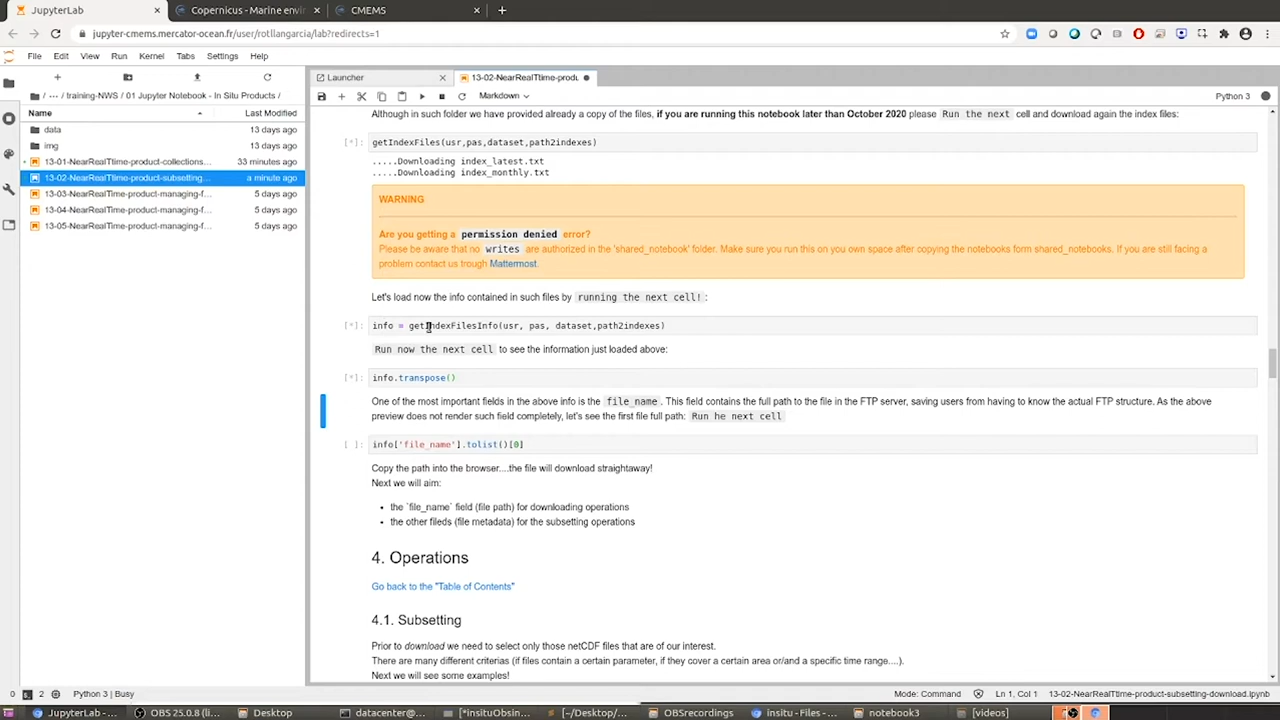 JupyterLab
Copernicus - Marine envi
CMEMS
jupyter-cmems.mercator-ocean.fr/user/rotllangarcia/lab?redirects=1
File Edit View Run Kernel Tabs Settings Help
/ ··· / training-NWS / 01 Jupyter Notebook - In Situ Products /
Name Last Modified
data 13 days ago
img 13 days ago
13-01-NearRealTtime-product-collections... 33 minutes ago
13-02-NearRealTtime-product-subsetting... a minute ago
13-03-NearRealTime-product-managing-f... 5 days ago
13-04-NearRealTime-product-managing-f... 5 days ago
13-05-NearRealTime-product-managing-f... 5 days ago
Launcher
13-02-NearRealTtime-produ
Markdown
Python 3
Although in such folder we have provided already a copy of the files, if you are running this notebook later than October 2020 please Run the next cell and download again the index files:
[*]: getIndexFiles(usr,pas,dataset,path2indexes)
.....Downloading index_latest.txt
.....Downloading index_monthly.txt
WARNING
Are you getting a permission denied error?
Please be aware that no writes are authorized in the 'shared_notebook' folder. Make sure you run this on you own space after copying the notebooks form shared_notebooks. If you are still facing a
problem contact us trough Mattermost.
Let's load now the info contained in such files by running the next cell! :
[*]: info = getIndexFilesInfo(usr, pas, dataset,path2indexes)
Run now the next cell to see the information just loaded above:
[*]: info.transpose()
One of the most important fields in the above info is the file_name . This field contains the full path to the file in the FTP server, saving users from having to know the actual FTP structure. As the above
preview does not render such field completely, let's see the first file full path: Run he next cell
[ ]: info['file_name'].tolist()[0]
Copy the path into the browser....the file will download straightaway!
Next we will aim:
• the `file_name` field (file path) for downloading operations
• the other fileds (file metadata) for the subsetting operations
4. Operations
Go back to the "Table of Contents"
4.1. Subsetting
Prior to download we need to select only those netCDF files that are of our interest.
There are many different criterias (if files contain a certain parameter, if they cover a certain area or/and a specific time range....).
Next we will see some examples!
0 2 Python 3 | Busy
Mode: Command Ln 1, Col 1 13-02-NearRealTtime-product-subsetting-download.ipynb
JupyterLab - ...
OBS 25.0.8 (li...
Desktop
datacenter@...
[*insituObsin...
[~/Desktop/...
OBSrecordings
insitu - Files - ...
notebook3
[videos]